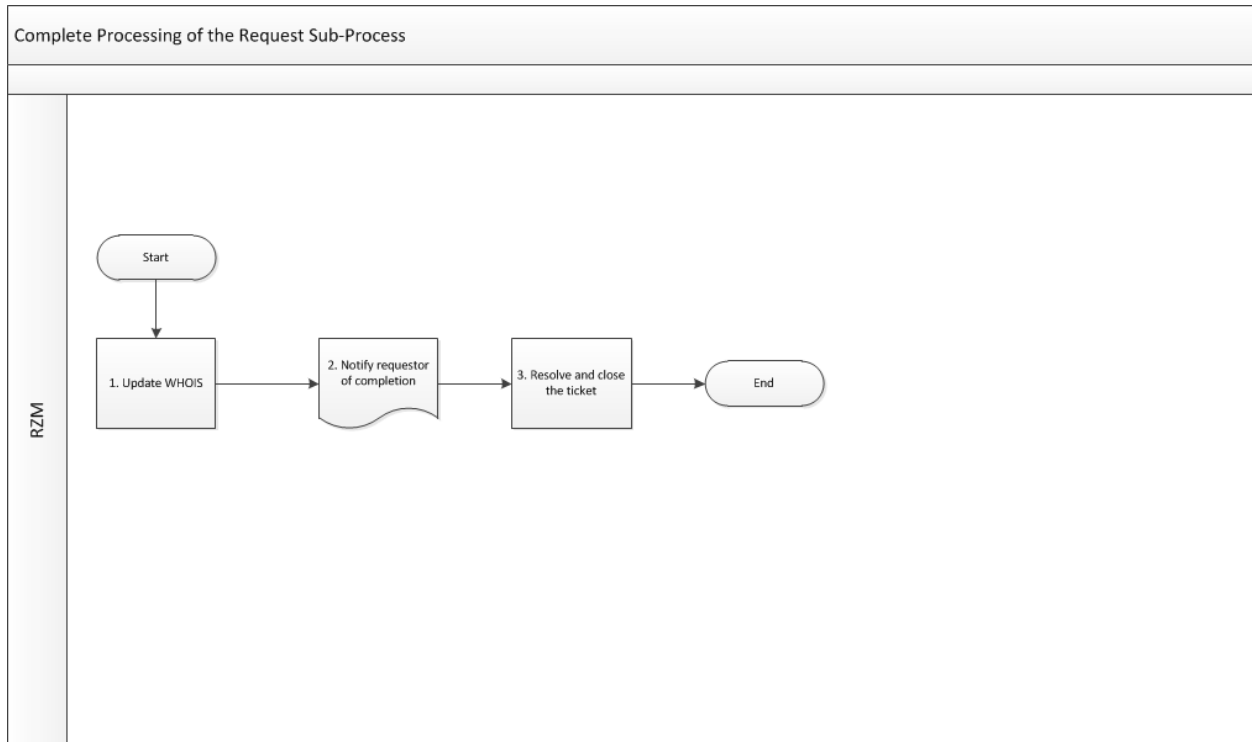 Complete Processing of the Request Sub-Process
RZM
Start
1. Update WHOIS
2. Notify requestor
of completion
3. Resolve and close
the ticket
End